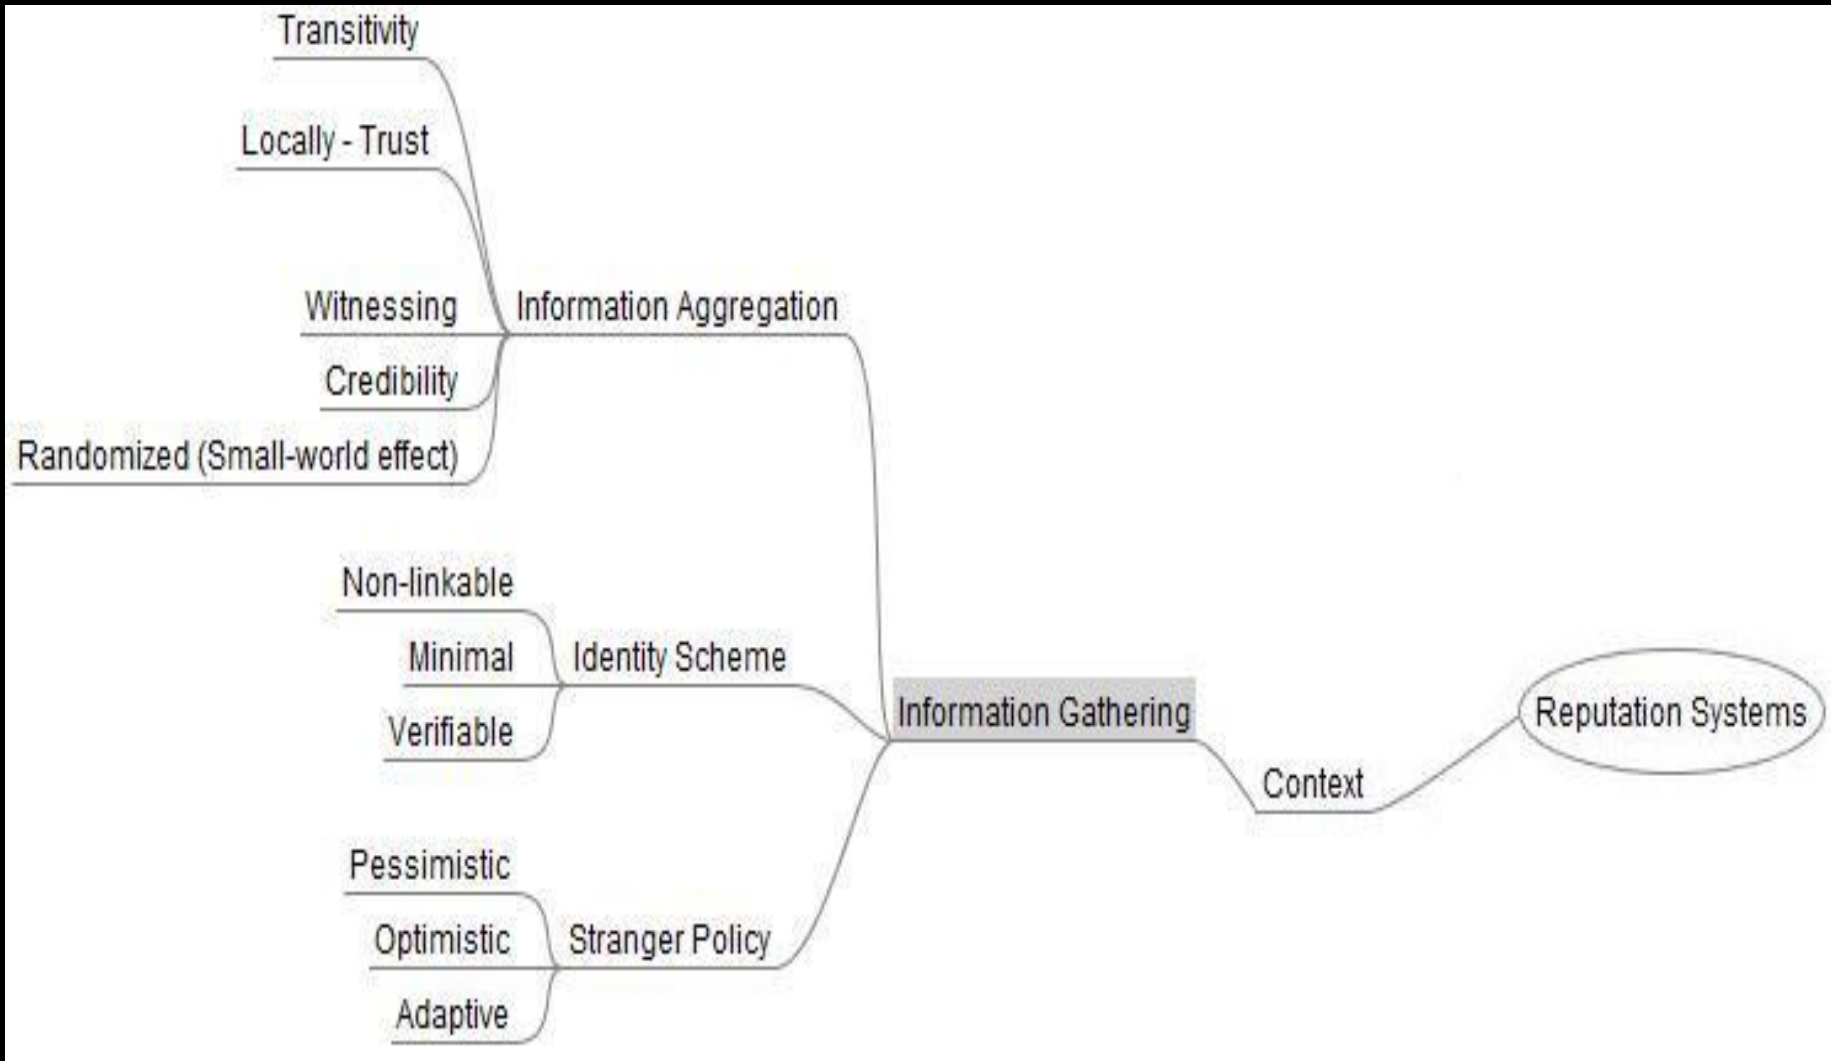 Transitivity
Locally - Trust
Witnessing
Information Aggregation
Credibility
Randomized (Small-world effect)
Non-linkable
Minimal
Identity Scheme
Verifiable
Information Gathering
Reputation Systems
Context
Pessimistic
Optimistic
Stranger Policy
Adaptive